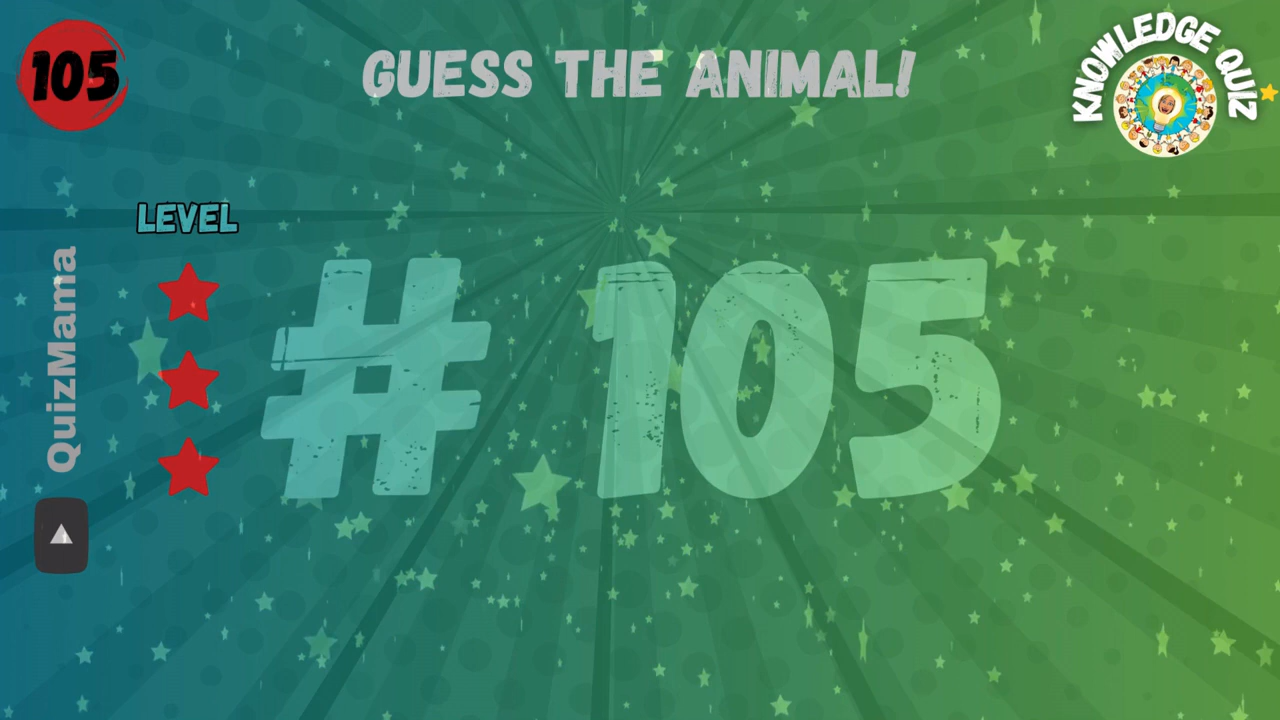 105
GUESS THE ANIMAL!
KNOWLEDGE QUIZ
LEVEL
QuizMama
# 105